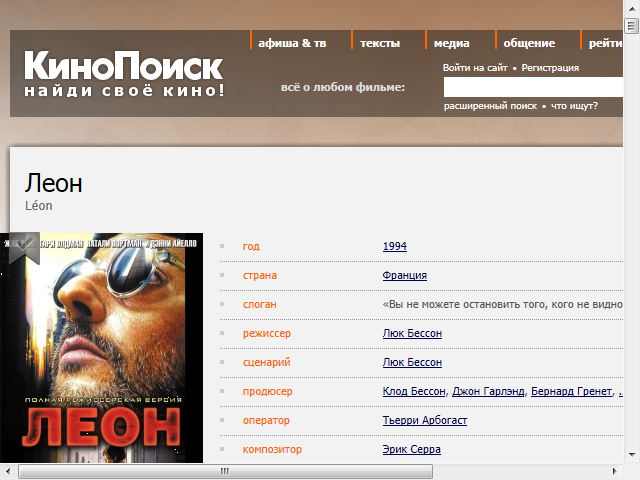 афиша & тв
тексты
медиа
общение
рейти
КиноПоиск
найди своё кино!
Войти на сайт • Регистрация
всё о любом фильме:
расширенный поиск • что ищут?
Леон
Léon
ГАРИ ОЛДМАН НАТАЛИ ПОРТМАН и ДЭННИ АЙЕЛЛО
ПОЛНАЯ РЕЖИССЕРСКАЯ ВЕРСИЯ
ЛЕОН
год 1994
страна Франция
слоган «Вы не можете остановить того, кого не видно
режиссер Люк Бессон
сценарий Люк Бессон
продюсер Клод Бессон, Джон Гарлэнд, Бернард Гренет, .
оператор Тьерри Арбогаст
композитор Эрик Серра